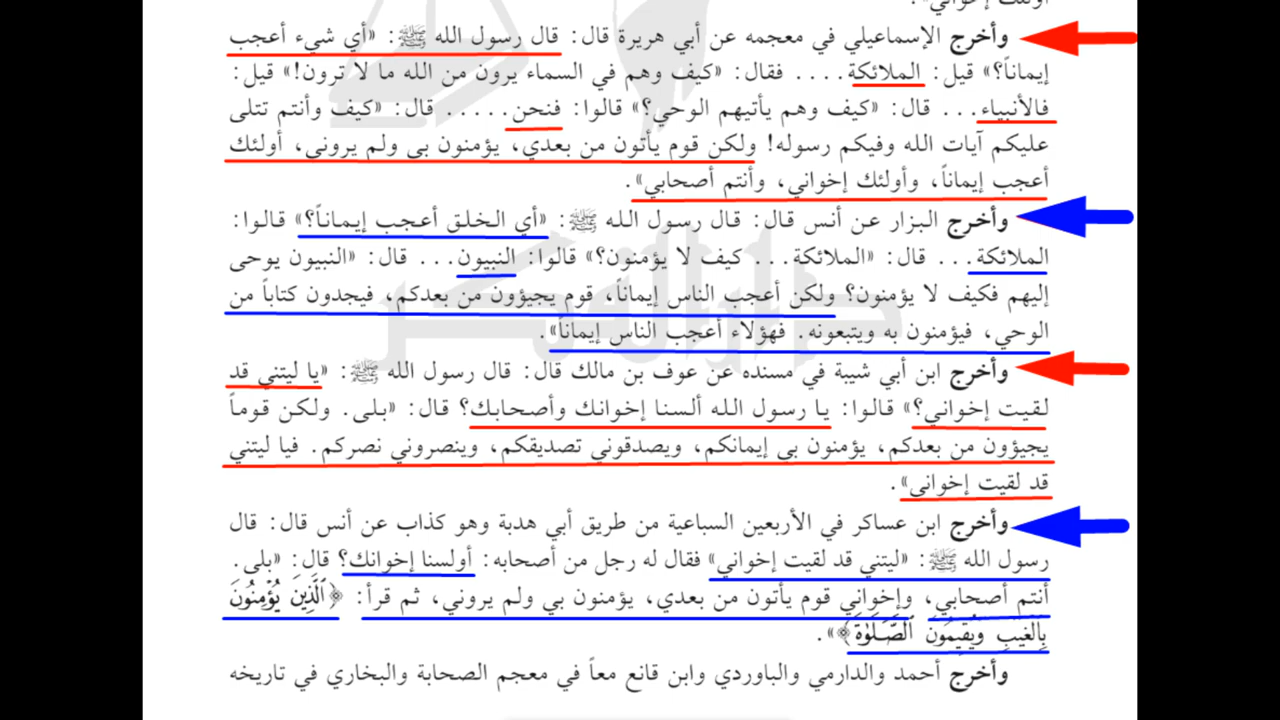 أولئك إخواني».
وأخرج الإسماعيلي في معجمه عن أبي هريرة قال: قال رسول الله ﷺ: «أي شيء أعجب
إيماناً؟» قيل: الملائكة.... فقال: «كيف وهم في السماء يرون من الله ما لا ترون!» قيل:
فالأنبياء... قال: «كيف وهم يأتيهم الوحي؟» قالوا: فنحن..... قال: «كيف وأنتم تتلى
عليكم آيات الله وفيكم رسوله! ولكن قوم يأتون من بعدي، يؤمنون بي ولم يروني، أولئك
أعجب إيماناً، وأولئك إخواني، وأنتم أصحابي».
وأخرج البزار عن أنس قال: قال رسول الله ﷺ: «أي الخلق أعجب إيماناً؟» قالوا:
الملائكة... قال: «الملائكة... كيف لا يؤمنون؟» قالوا: النبيون... قال: «النبيون يوحى
إليهم فكيف لا يؤمنون؟ ولكن أعجب الناس إيماناً، قوم يجيؤون من بعدكم، فيجدون كتاباً من
الوحي، فيؤمنون به ويتبعونه. فهؤلاء أعجب الناس إيماناً».
وأخرج ابن أبي شيبة في مسنده عن عوف بن مالك قال: قال رسول الله ﷺ: «يا ليتني قد
لقيت إخواني؟» قالوا: يا رسول الله ألسنا إخوانك وأصحابك؟ قال: «بلى. ولكن قوماً
يجيؤون من بعدكم، يؤمنون بي إيمانكم، ويصدقوني تصديقكم، وينصروني نصركم. فيا ليتني
قد لقيت إخواني».
وأخرج ابن عساكر في الأربعين السباعية من طريق أبي هدبة وهو كذاب عن أنس قال: قال
رسول الله ﷺ: «ليتني قد لقيت إخواني» فقال له رجل من أصحابه: أولسنا إخوانك؟ قال: «بلى.
أنتم أصحابي، وإخواني قوم يأتون من بعدي، يؤمنون بي ولم يروني، ثم قرأ: ﴿ٱلَّذِينَ يُؤْمِنُونَ
بِٱلْغَيْبِ وَيُقِيمُونَ ٱلصَّلَوٰةَ﴾».
وأخرج أحمد والدارمي والباوردي وابن قانع معاً في معجم الصحابة والبخاري في تاريخه